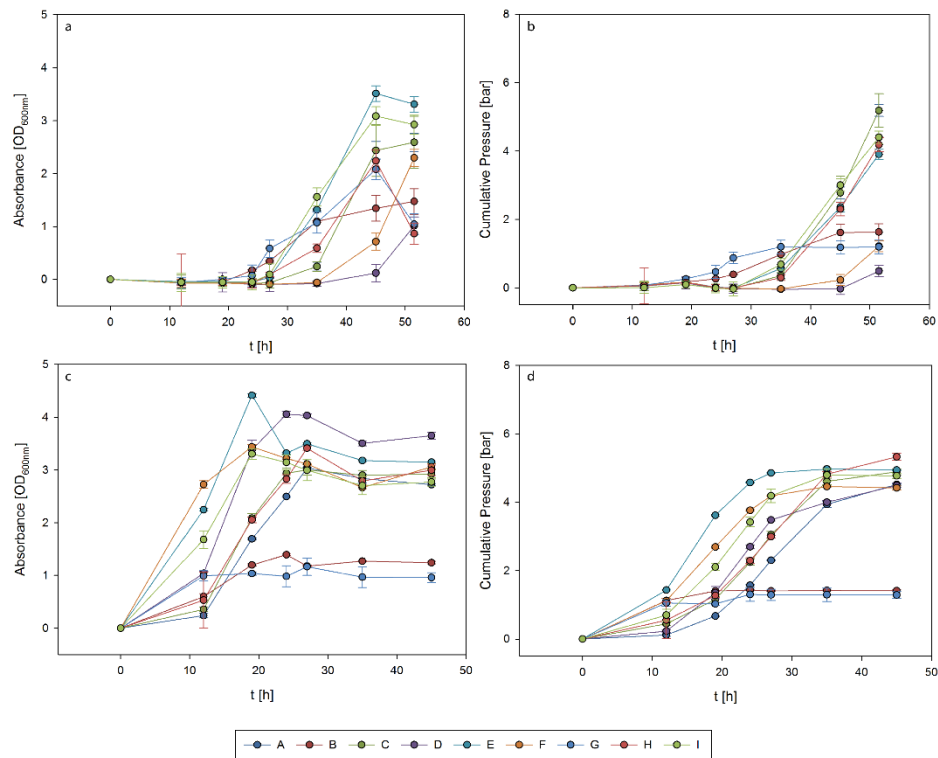 a
5
4
3
2
1
0
Absorbance [OD600nm]
0 10 20 30 40 50 60
t [h]
b
8
6
4
2
0
Cumulative Pressure [bar]
0 10 20 30 40 50 60
t [h]
c
5
4
3
2
1
0
Absorbance [OD600nm]
0 10 20 30 40 50
t [h]
d
8
6
4
2
0
Cumulative Pressure [bar]
0 10 20 30 40 50
t [h]
A B C D E F G H I